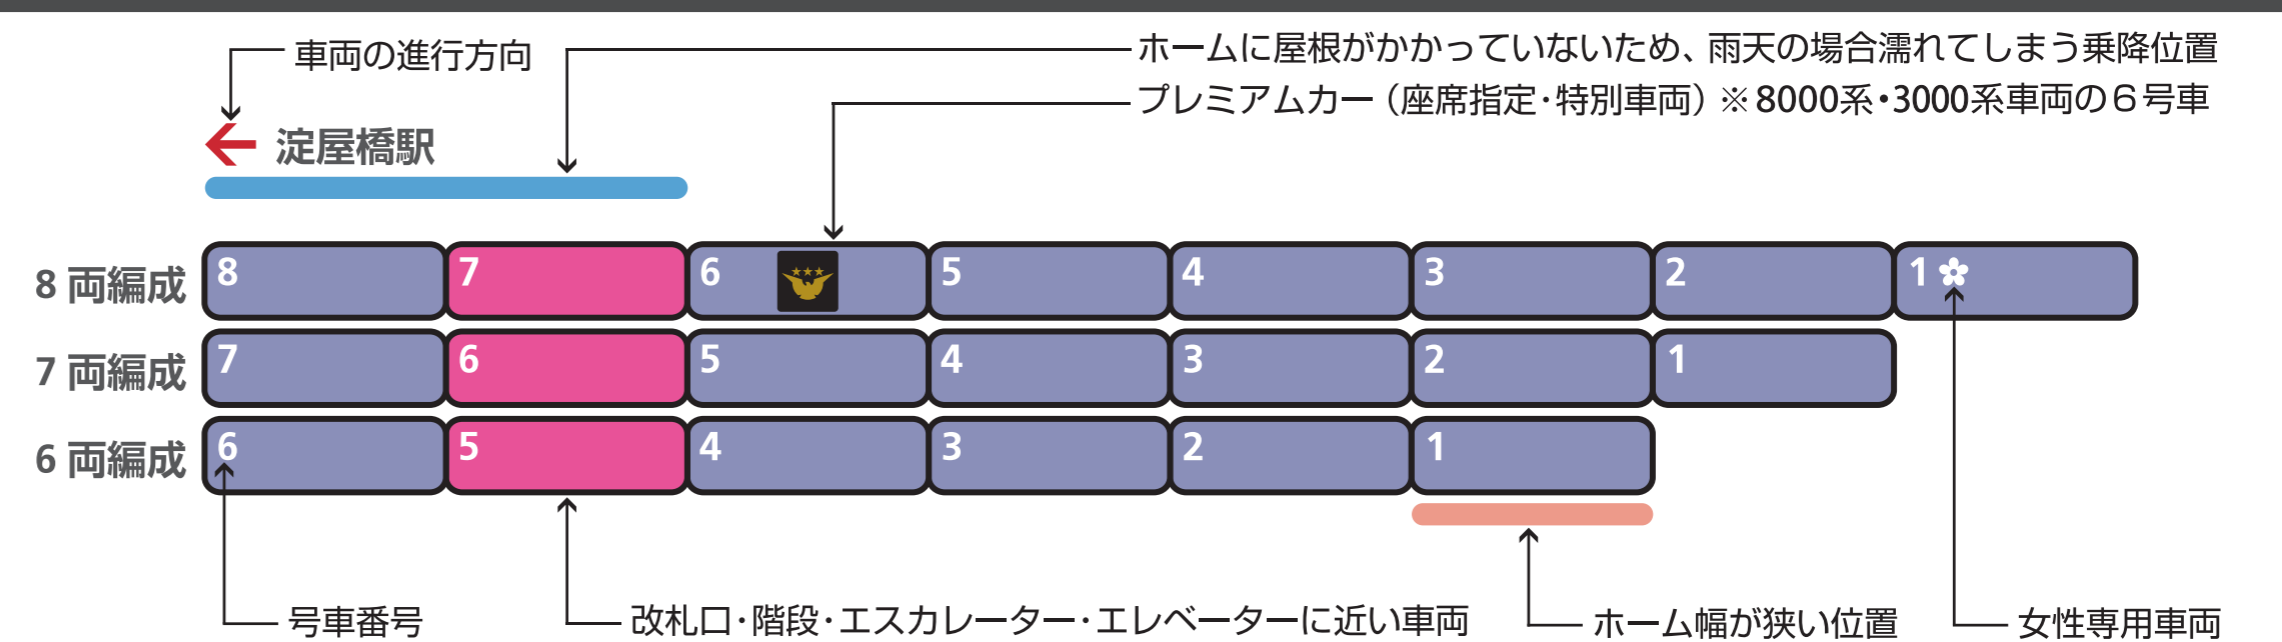 車両の進行方向
ホームに屋根がかかっていないため、雨天の場合濡れてしまう乗降位置
プレミアムカー（座席指定・特別車両）※8000系・3000系車両の６号車
淀屋橋駅
8両編成 8 7 6 5 4 3 2 1
7両編成 7 6 5 4 3 2 1
6両編成 6 5 4 3 2 1
号車番号
改札口・階段・エスカレーター・エレベーターに近い車両
ホーム幅が狭い位置
女性専用車両